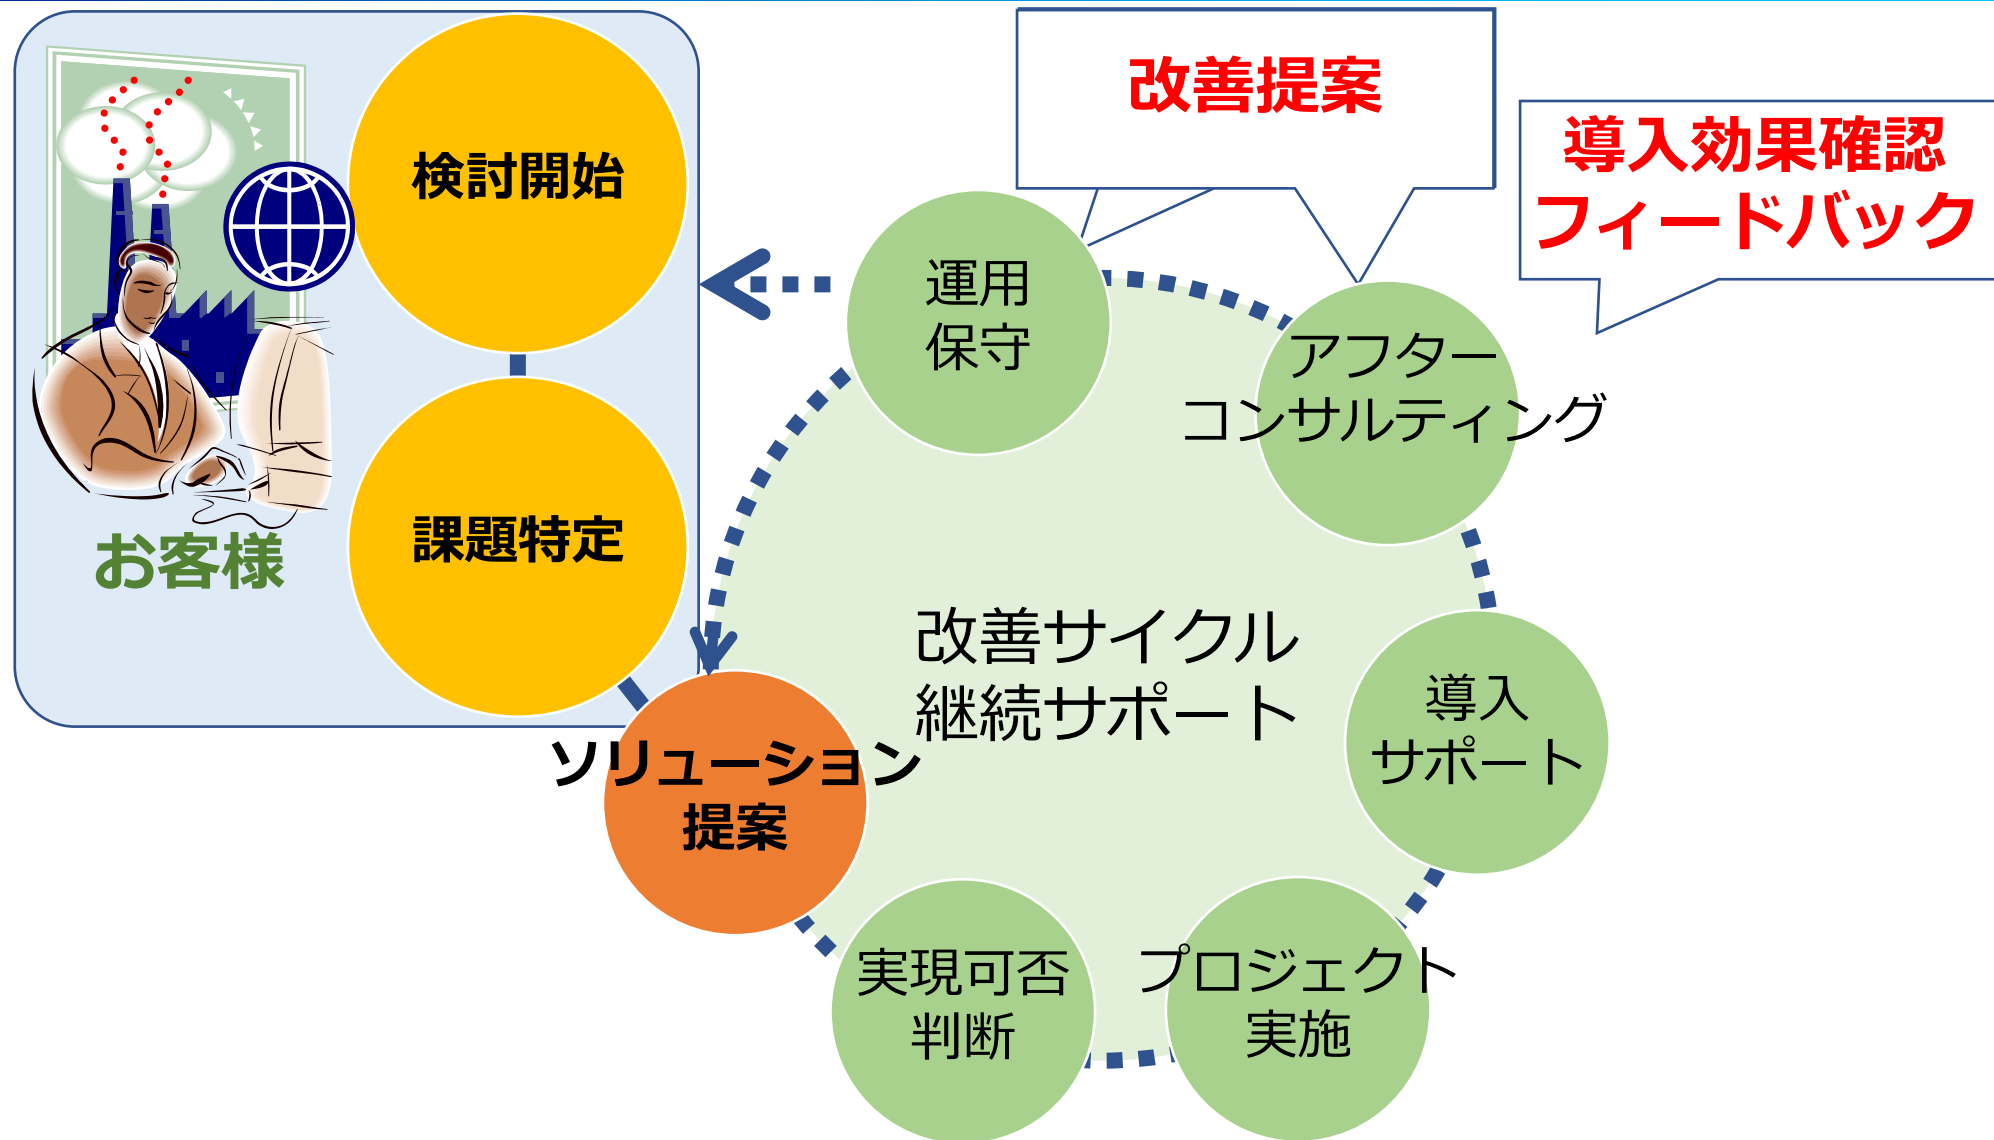 検討開始
課題特定
お客様
改善提案
導入効果確認
フィードバック
運用
保守
アフター
コンサルティング
改善サイクル
継続サポート
導入
サポート
ソリューション
提案
実現可否
判断
プロジェクト
実施